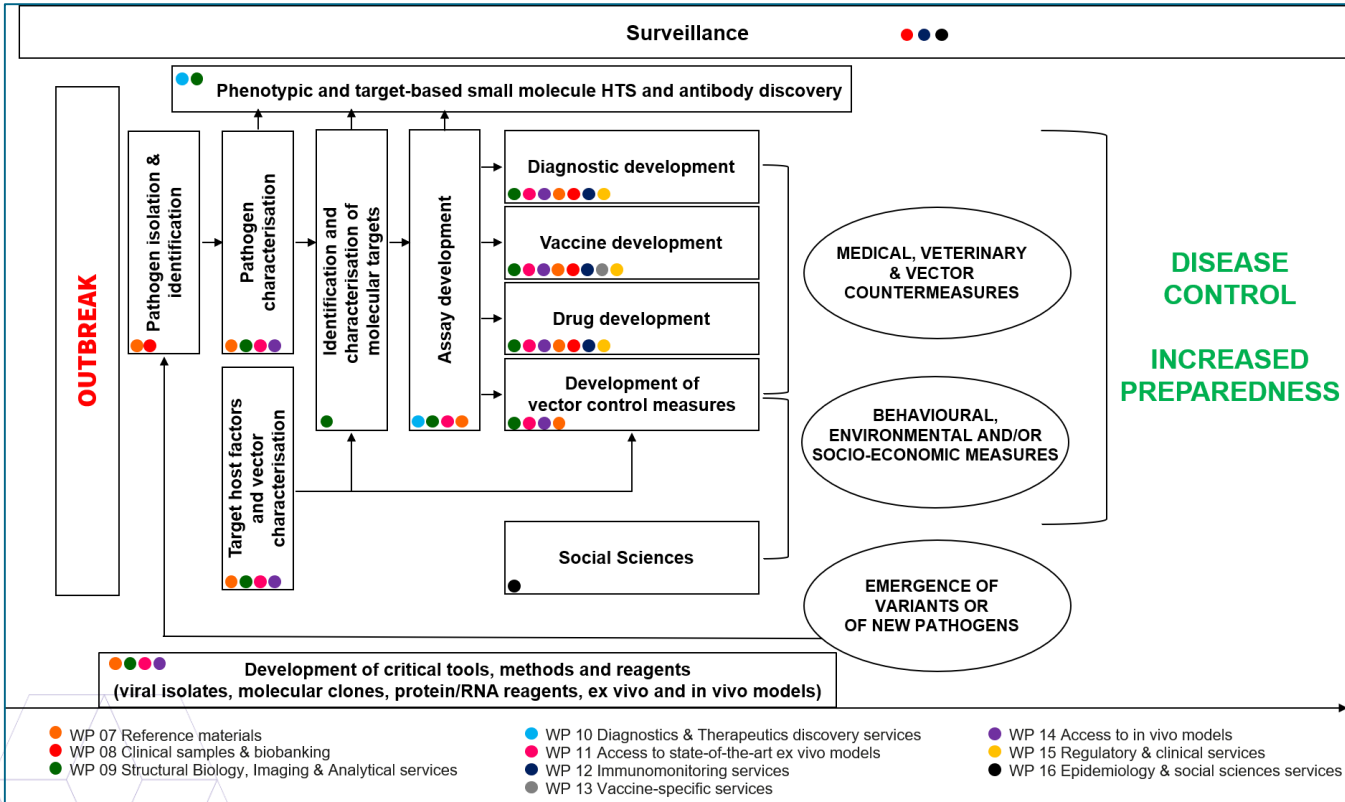 Surveillance
Phenotypic and target-based small molecule HTS and antibody discovery
OUTBREAK
Pathogen isolation &
identification
Pathogen
characterisation
Identification and
characterisation of
molecular targets
Assay development
Diagnostic development
Vaccine development
Drug development
Development of
vector control measures
Target host factors
and vector
characterisation
Social Sciences
MEDICAL, VETERINARY
& VECTOR
COUNTERMEASURES
BEHAVIOURAL,
ENVIRONMENTAL AND/OR
SOCIO-ECONOMIC MEASURES
EMERGENCE OF
VARIANTS OR
OF NEW PATHOGENS
DISEASE
CONTROL
INCREASED
PREPAREDNESS
Development of critical tools, methods and reagents
(viral isolates, molecular clones, protein/RNA reagents, ex vivo and in vivo models)
WP 07 Reference materials
WP 08 Clinical samples & biobanking
WP 09 Structural Biology, Imaging & Analytical services
WP 10 Diagnostics & Therapeutics discovery services
WP 11 Access to state-of-the-art ex vivo models
WP 12 Immunomonitoring services
WP 13 Vaccine-specific services
WP 14 Access to in vivo models
WP 15 Regulatory & clinical services
WP 16 Epidemiology & social sciences services